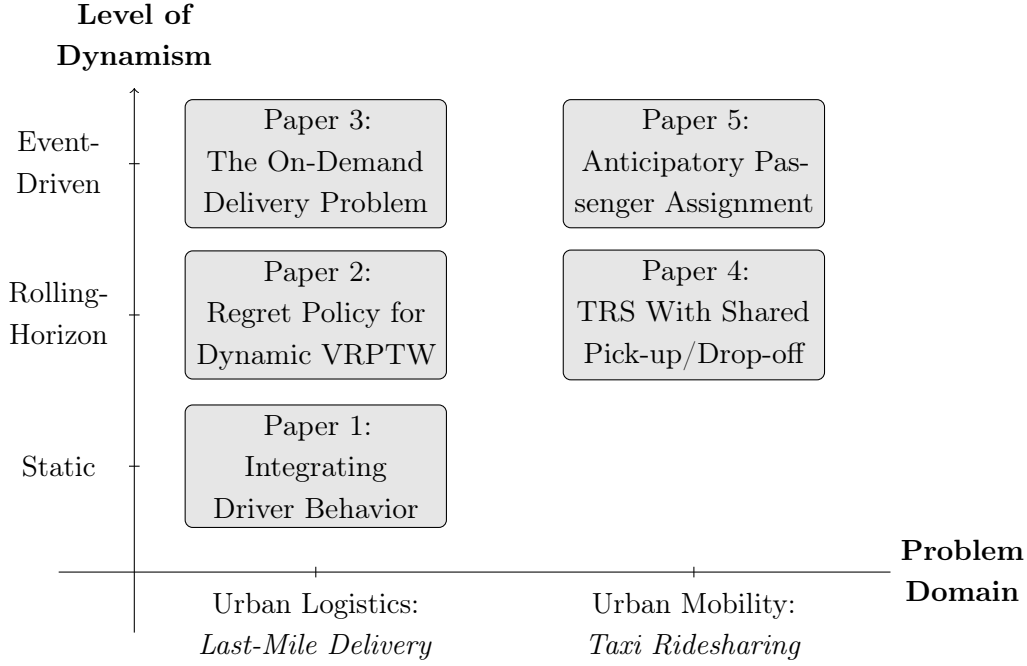 Level of
Dynamism
Event-
Driven
Paper 3:
The On-Demand
Delivery Problem
Paper 5:
Anticipatory Pas-
senger Assignment
Rolling-
Horizon
Paper 2:
Regret Policy for
Dynamic VRPTW
Paper 4:
TRS With Shared
Pick-up/Drop-off
Static
Paper 1:
Integrating
Driver Behavior
Problem
Domain
Urban Logistics:
Last-Mile Delivery
Urban Mobility:
Taxi Ridesharing